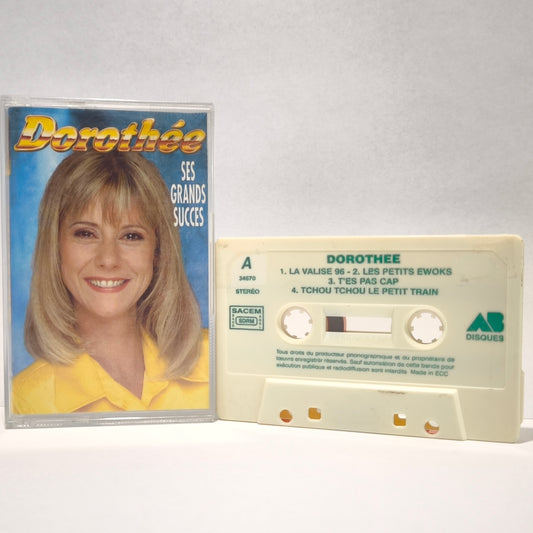 Dorothée
SES
GRANDS
SUCCES
DOROTHEE
A
34670
STÉRÉO
1. LA VALISE 96 - 2. LES PETITS EWOKS
3. T'ES PAS CAP
4. TCHOU TCHOU LE PETIT TRAIN
SACEM
SDRM
AB
DISQUES
Tous droits du producteur phonographique et du propriétaire de
l'œuvre enregistrée réservés. Sauf autorisation de cette bande pour
exécution publique et radiodiffusion sont interdits Made in ECC